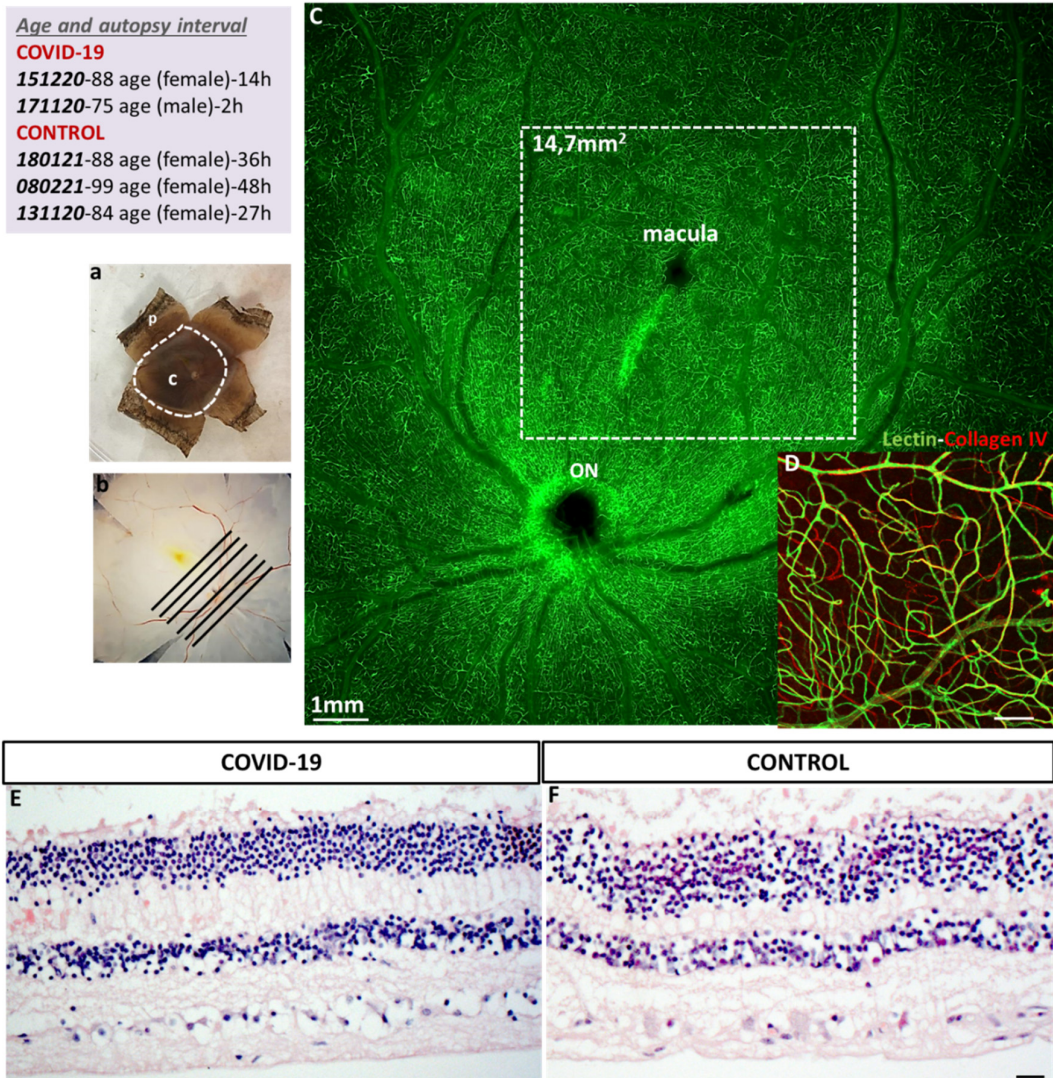 Age and autopsy interval
COVID-19
151220-88 age (female)-14h
171120-75 age (male)-2h
CONTROL
180121-88 age (female)-36h
080221-99 age (female)-48h
131120-84 age (female)-27h
a
p
c
b
C
14,7mm²
macula
ON
1mm
Lectin-Collagen IV
D
COVID-19
CONTROL
E
F